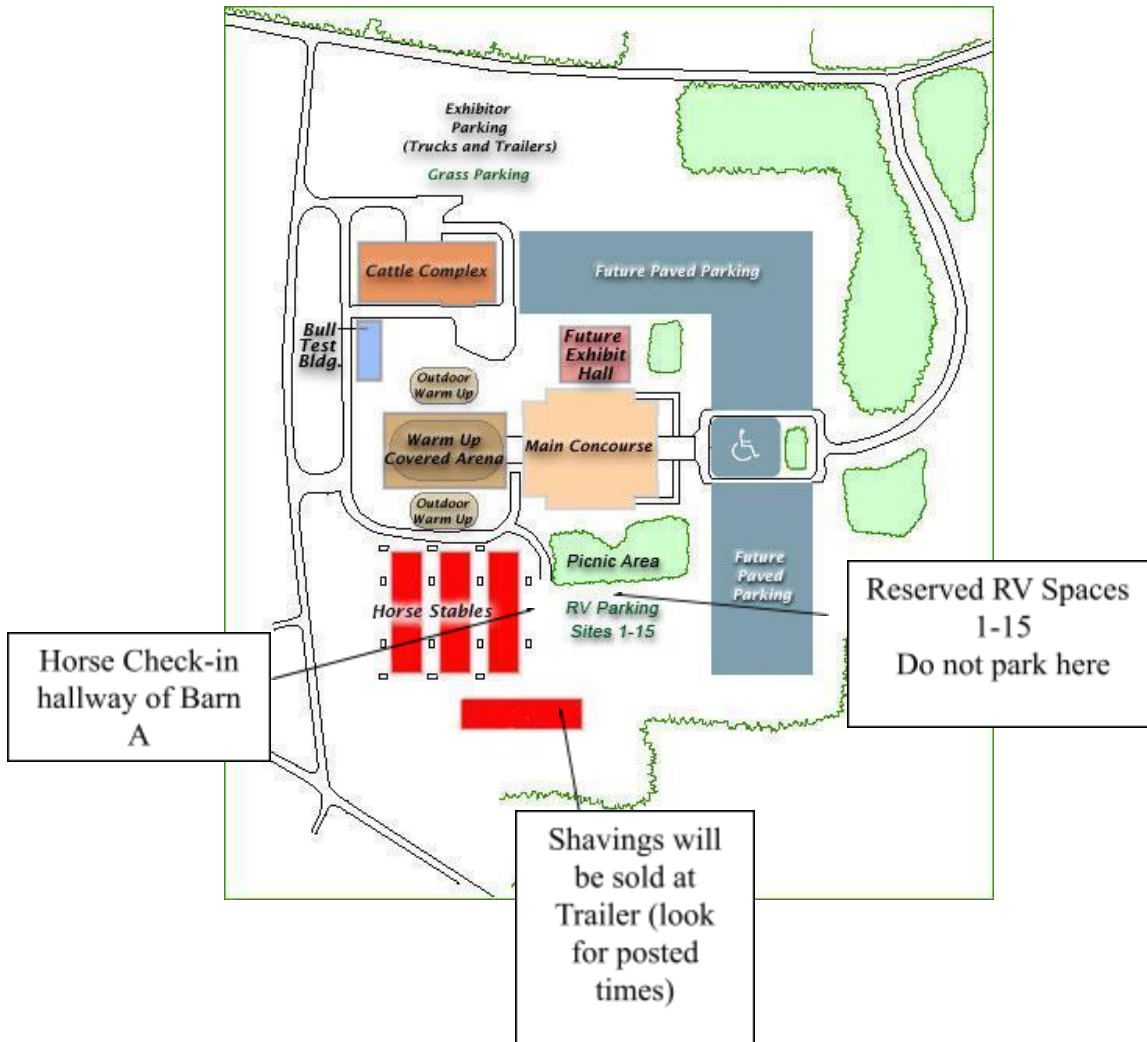 Exhibitor
Parking
(Trucks and Trailers)
Grass Parking
Cattle Complex
Future Paved Parking
Bull
Test
Bldg.
Future
Exhibit
Hall
Outdoor
Warm Up
Warm Up
Covered Arena
Main Concourse
Outdoor
Warm Up
Picnic Area
Future
Paved
Parking
Horse Stables
RV Parking
Sites 1-15
Reserved RV Spaces
1-15
Do not park here
Horse Check-in
hallway of Barn
A
Shavings will
be sold at
Trailer (look
for posted
times)